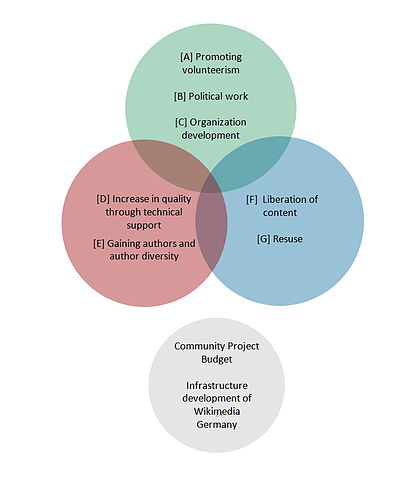 [A] Promoting
volunteerism
[B] Political work
[C] Organization
development
[D] Increase in quality
through technical
support
[E] Gaining authors and
author diversity
[F] Liberation of
content
[G] Resuse
Community Project
Budget
Infrastructure
development of
Wikimedia
Germany